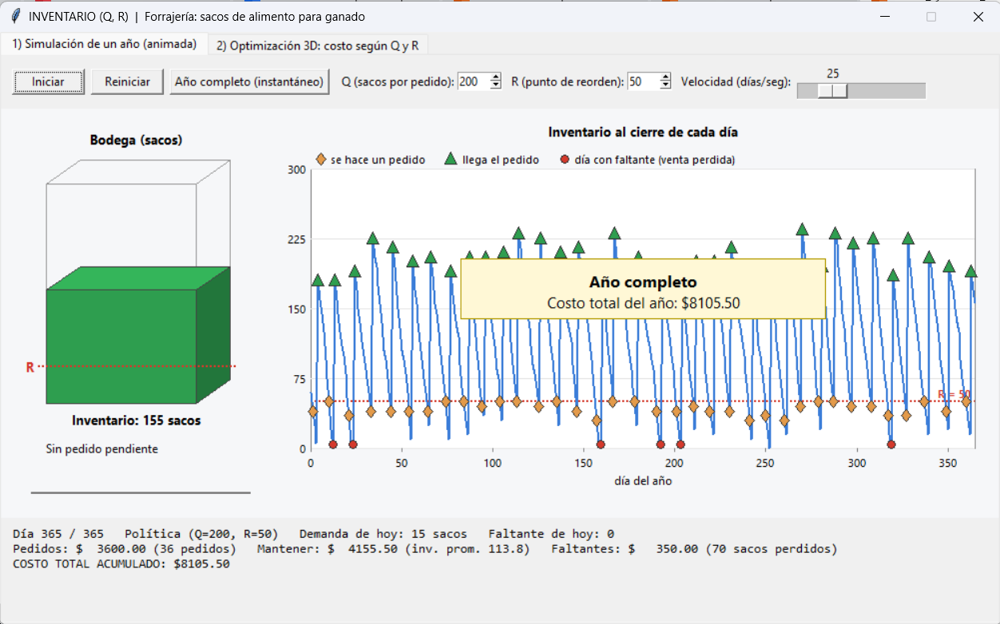 INVENTARIO (Q, R) | Forrajería: sacos de alimento para ganado
1) Simulación de un año (animada) 2) Optimización 3D: costo según Q y R
Iniciar Reiniciar Año completo (instantáneo) Q (sacos por pedido): 200 R (punto de reorden): 50 Velocidad (días/seg): 25
Bodega (sacos)
R
Inventario: 155 sacos
Sin pedido pendiente
Inventario al cierre de cada día
se hace un pedido llega el pedido día con faltante (venta perdida)
300
225
150
75
0
Año completo
Costo total del año: $8105.50
R = 50
0 50 100 150 200 250 300 350
día del año
Día 365 / 365 Política (Q=200, R=50) Demanda de hoy: 15 sacos Faltante de hoy: 0
Pedidos: $ 3600.00 (36 pedidos) Mantener: $ 4155.50 (inv. prom. 113.8) Faltantes: $ 350.00 (70 sacos perdidos)
COSTO TOTAL ACUMULADO: $8105.50